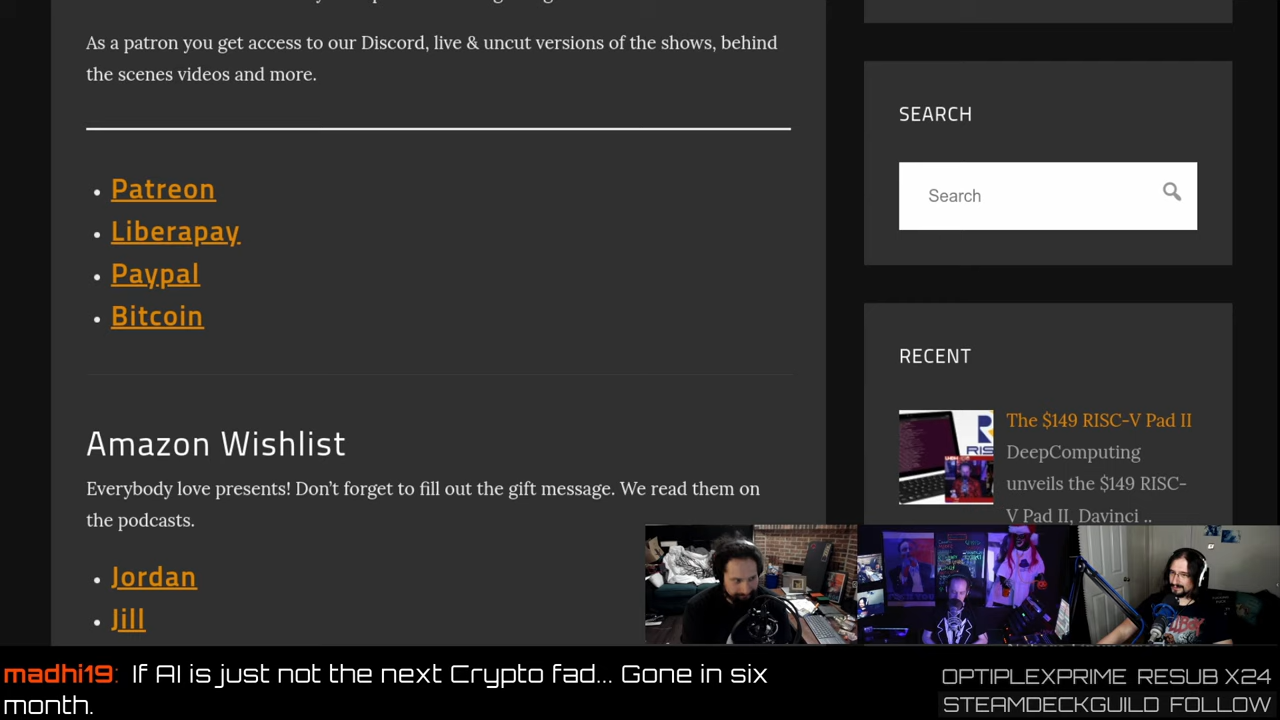 As a patron you get access to our Discord, live & uncut versions of the shows, behind
the scenes videos and more.
Patreon
Liberapay
Paypal
Bitcoin
Amazon Wishlist
Everybody love presents! Don’t forget to fill out the gift message. We read them on
the podcasts.
Jordan
Jill
SEARCH
Search
RECENT
The $149 RISC-V Pad II
DeepComputing
unveils the $149 RISC-
V Pad II, Davinci ..
madhi19: If AI is just not the next Crypto fad... Gone in six
month.
OPTIPLEXPRIME RESUB X24
STEAMDECKGUILD FOLLOW